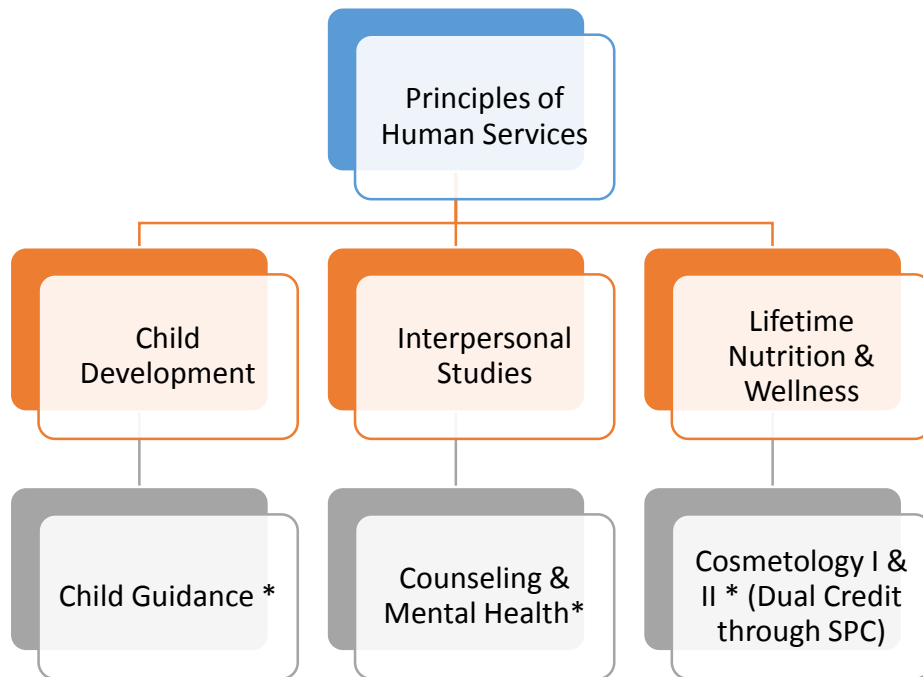 Principles of
Human Services
Child
Development
Interpersonal
Studies
Lifetime
Nutrition &
Wellness
Child Guidance *
Counseling &
Mental Health*
Cosmetology I &
II * (Dual Credit
through SPC)